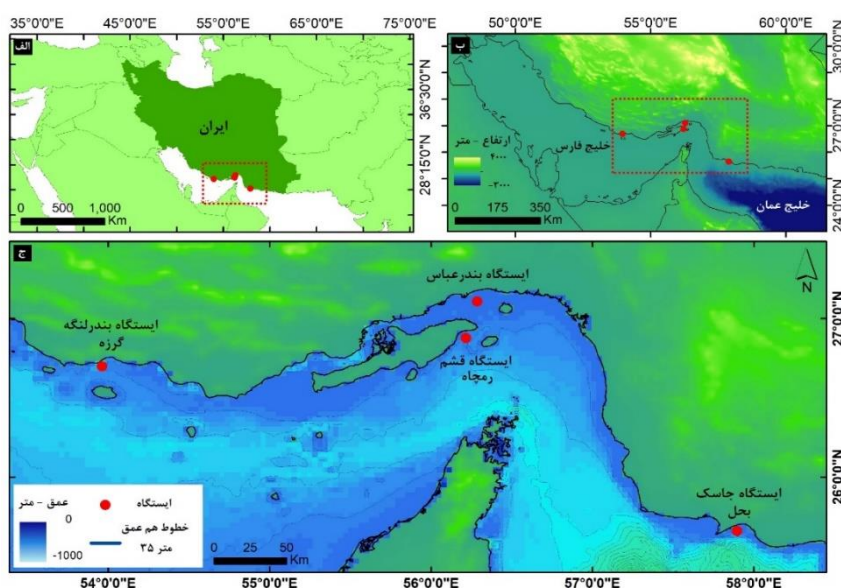 35°0'0"E 45°0'0"E 55°0'0"E 65°0'0"E 75°0'0"E
الف
ایران
36°30'0"N
28°15'0"N
0 500 1,000
Km
50°0'0"E 55°0'0"E 60°0'0"E
ب
خلیج فارس
ارتفاع - متر
۴۰۰۰
-۳۰۰۰
خلیج عمان
0 175 350
Km
27°0'0"N
24°0'0"N
ج
ایستگاه بندرعباس
ایستگاه بندرلنگه
گرزه
ایستگاه قشم
رمچاه
ایستگاه جاسک
بحل
27°0'0"N
26°0'0"N
عمق - متر
0
-1000
ایستگاه
خطوط هم عمق
۳۵ متر
0 25 50
Km
54°0'0"E 55°0'0"E 56°0'0"E 57°0'0"E 58°0'0"E